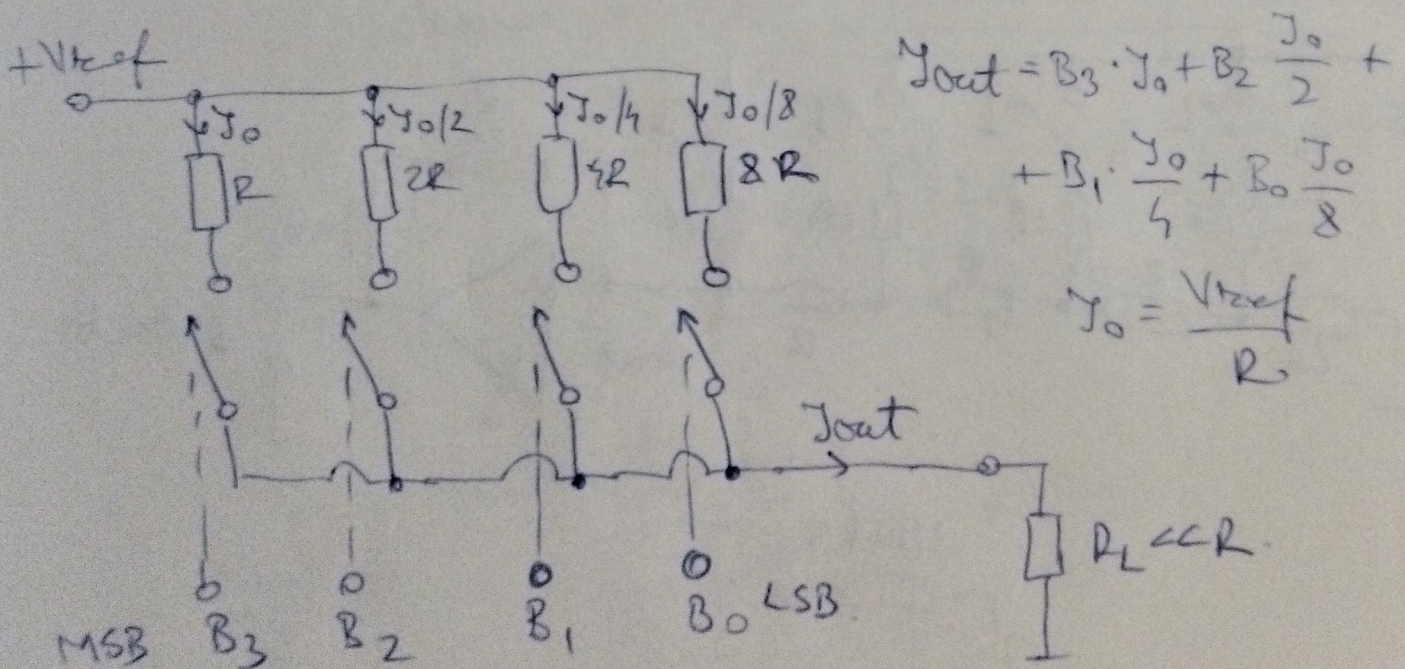 +Vref
I₀ I₀/2 I₀/4 I₀/8
R 2R 4R 8R
Iout = B₃ · I₀ + B₂ I₀/2 +
+ B₁ · I₀/4 + B₀ I₀/8
I₀ = Vref/R
Iout
R_L << R
MSB B₃ B₂ B₁ B₀ LSB